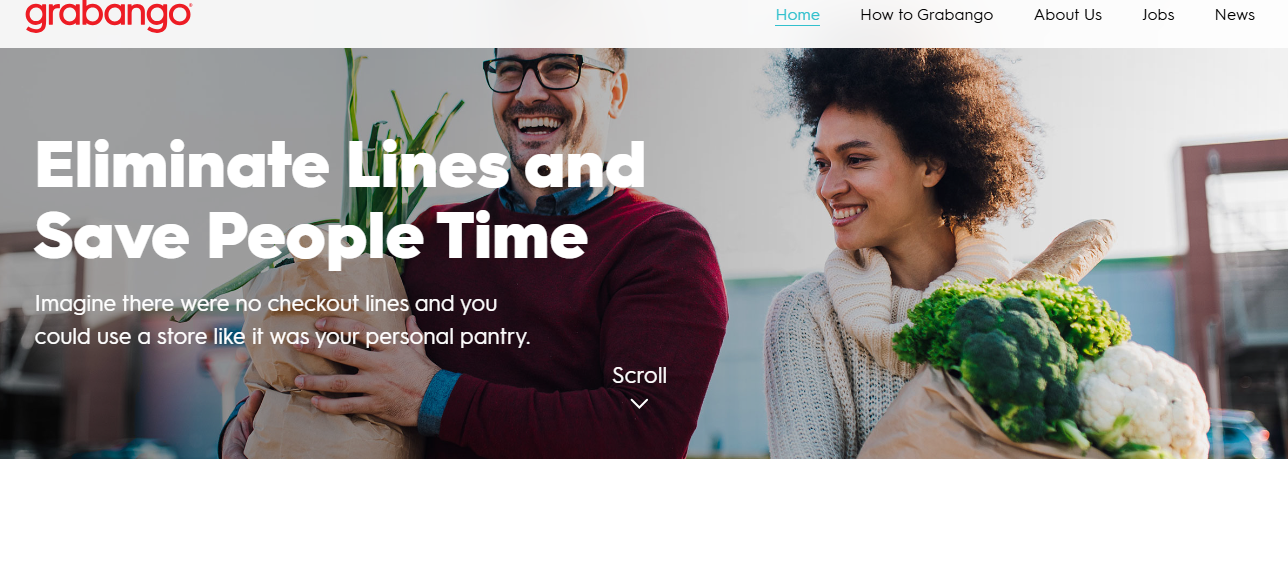 grabango
Home How to Grabango About Us Jobs News
Eliminate Lines and
Save People Time
Imagine there were no checkout lines and you
could use a store like it was your personal pantry.
Scroll